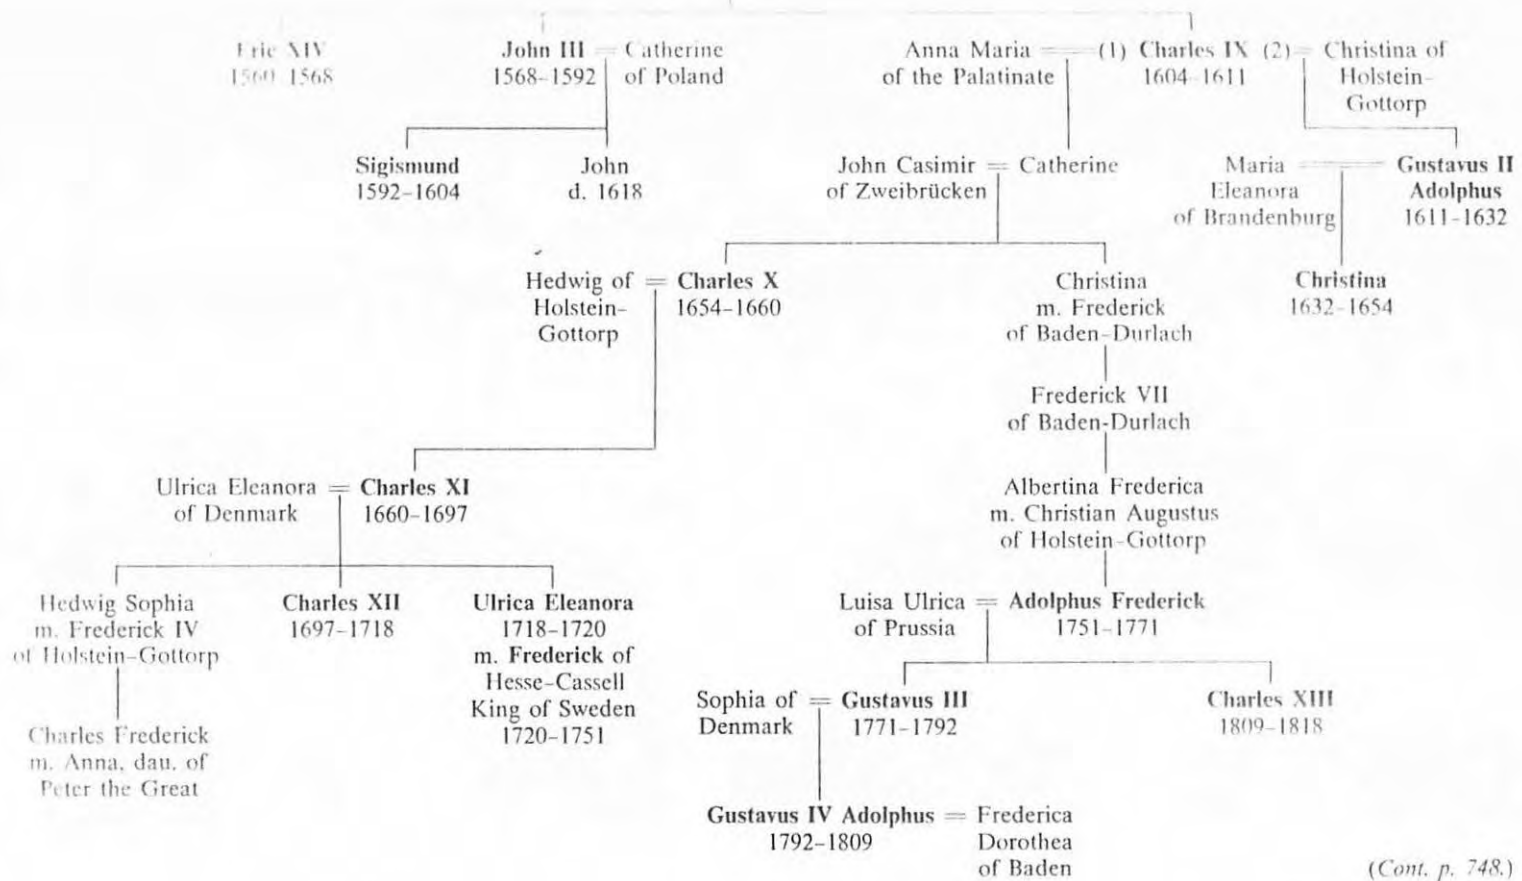 Eric XIV
1560–1568
John III = Catherine
1568–1592 of Poland
Anna Maria = (1) Charles IX (2) = Christina of
of the Palatinate 1604–1611 Holstein-
Gottorp
Sigismund
1592–1604
John
d. 1618
John Casimir = Catherine
of Zweibrücken
Maria = Gustavus II
Eleanora Adolphus
of Brandenburg 1611–1632
Hedwig of = Charles X
Holstein- 1654–1660
Gottorp
Christina
m. Frederick
of Baden-Durlach
Christina
1632–1654
Frederick VII
of Baden-Durlach
Ulrica Eleanora = Charles XI
of Denmark 1660–1697
Albertina Frederica
m. Christian Augustus
of Holstein-Gottorp
Hedwig Sophia
m. Frederick IV
of Holstein-Gottorp
Charles XII
1697–1718
Ulrica Eleanora
1718–1720
m. Frederick of
Hesse-Cassell
King of Sweden
1720–1751
Luisa Ulrica = Adolphus Frederick
of Prussia 1751–1771
Charles Frederick
m. Anna, dau. of
Peter the Great
Sophia of = Gustavus III
Denmark 1771–1792
Charles XIII
1809–1818
Gustavus IV Adolphus = Frederica
1792–1809 Dorothea
of Baden
(Cont. p. 748.)